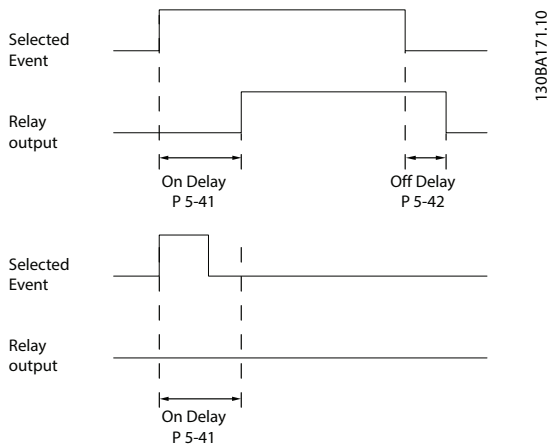 Selected
Event
130BA171.10
Relay
output
On Delay
P 5-41
Off Delay
P 5-42
Selected
Event
Relay
output
On Delay
P 5-41